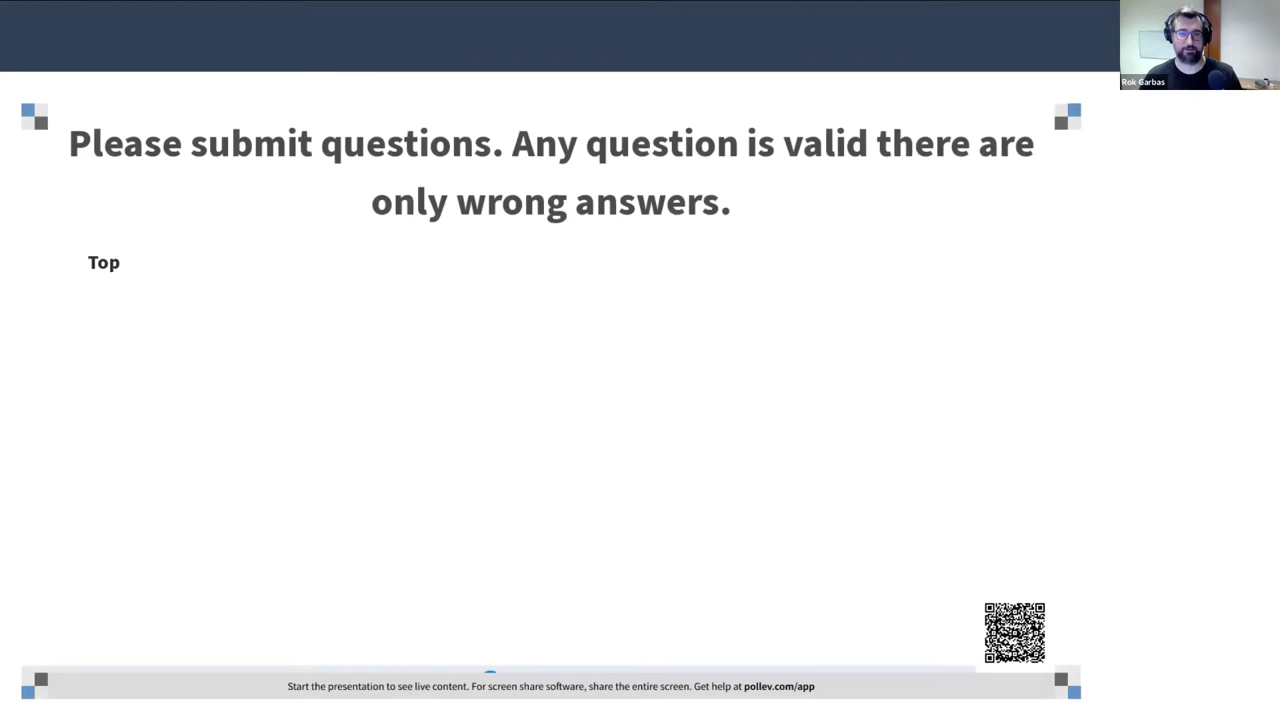 Rok Garbas
Please submit questions. Any question is valid there are
only wrong answers.
Top
Start the presentation to see live content. For screen share software, share the entire screen. Get help at pollev.com/app